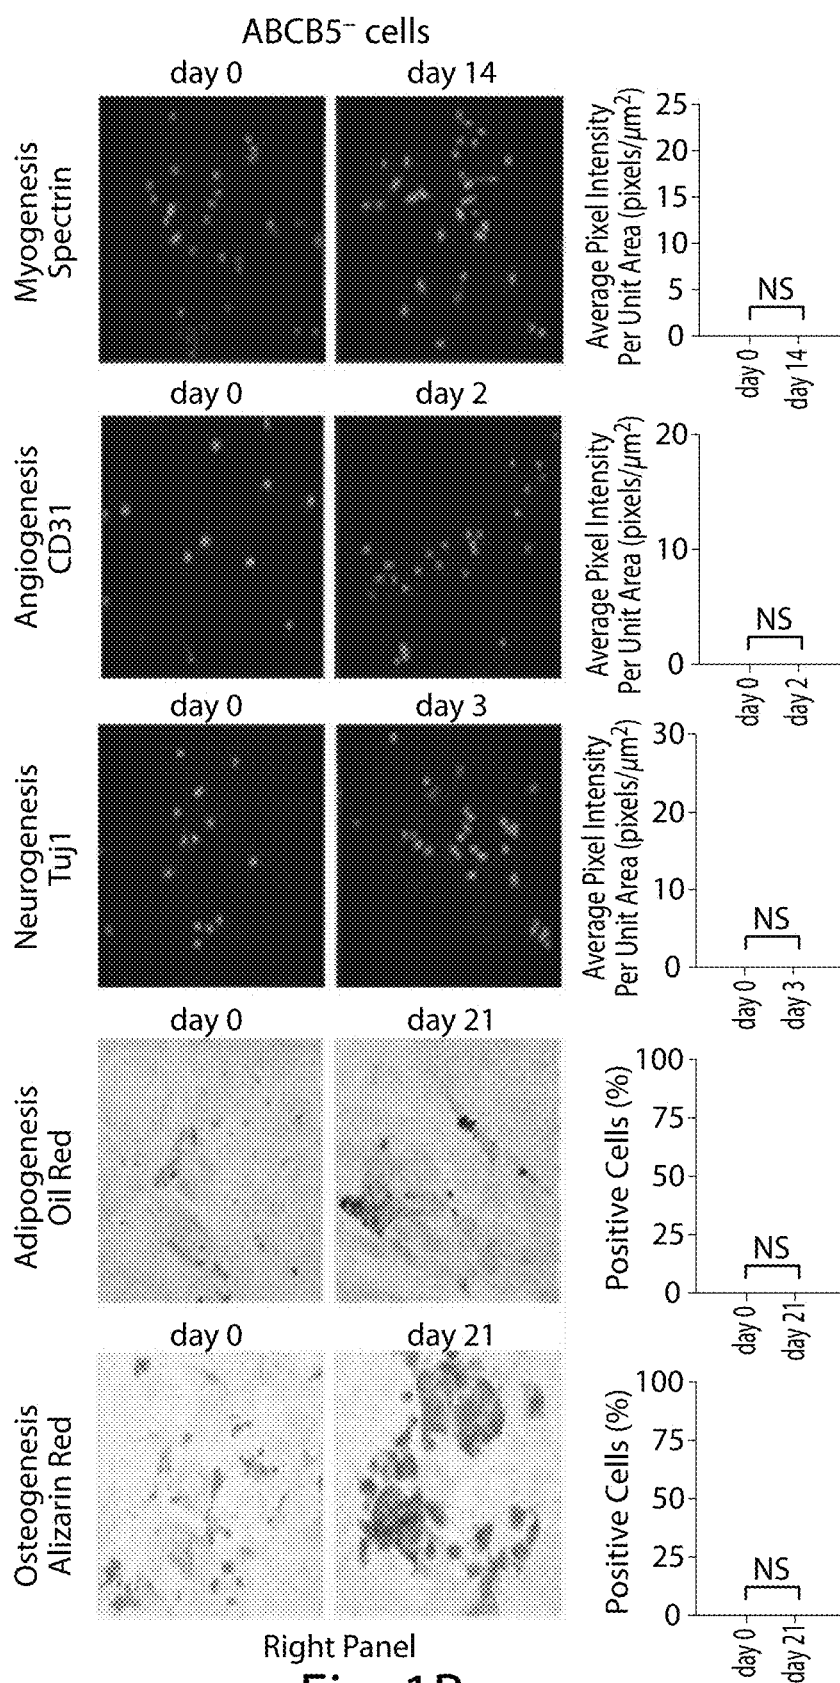 ABCB5⁻ cells
day 0
day 14
Myogenesis
Spectrin
Average Pixel Intensity
Per Unit Area (pixels/µm²)
25
20
15
10
5
0
NS
day 0
day 14
day 0
day 2
Angiogenesis
CD31
Average Pixel Intensity
Per Unit Area (pixels/µm²)
20
10
0
NS
day 0
day 2
day 0
day 3
Neurogenesis
Tuj1
Average Pixel Intensity
Per Unit Area (pixels/µm²)
30
20
10
0
NS
day 0
day 3
day 0
day 21
Adipogenesis
Oil Red
Positive Cells (%)
100
75
50
25
0
NS
day 0
day 21
day 0
day 21
Osteogenesis
Alizarin Red
Positive Cells (%)
100
75
50
25
0
NS
day 0
day 21
Right Panel